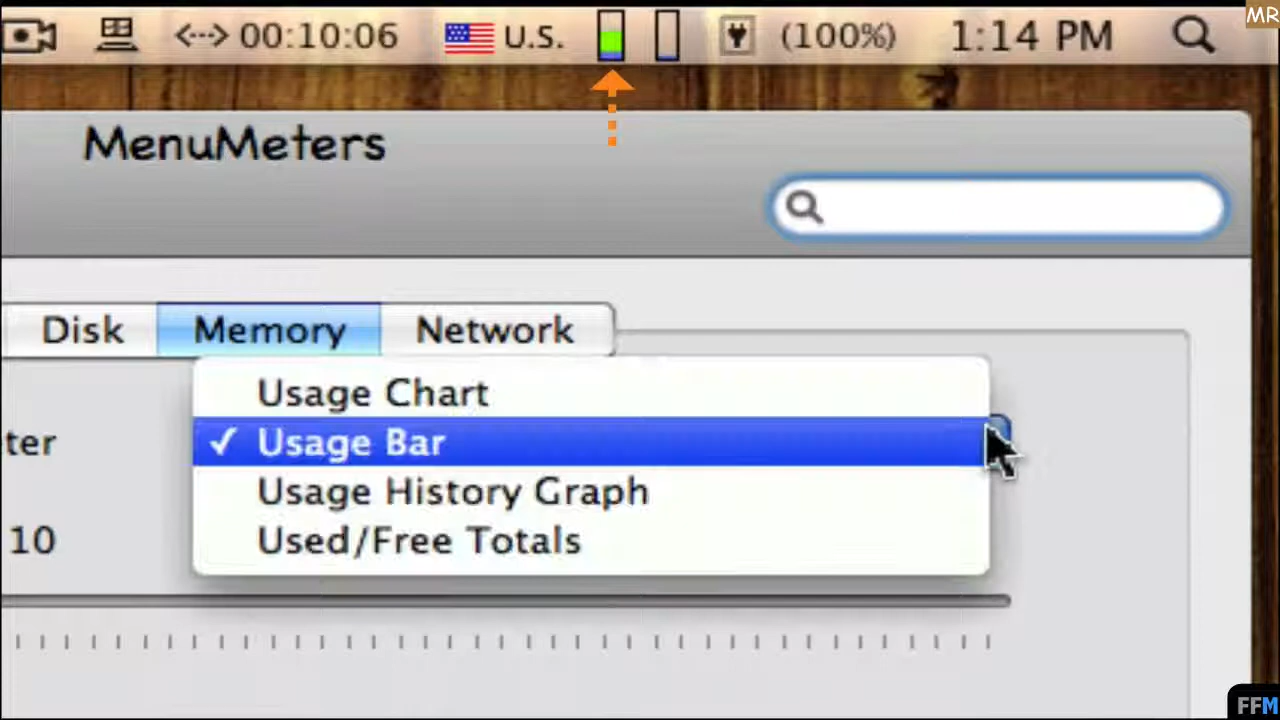 MR
<··> 00:10:06 U.S. (100%) 1:14 PM
MenuMeters
Disk Memory Network
Usage Chart
✓ Usage Bar
Usage History Graph
Used/Free Totals
ter
10
FFM